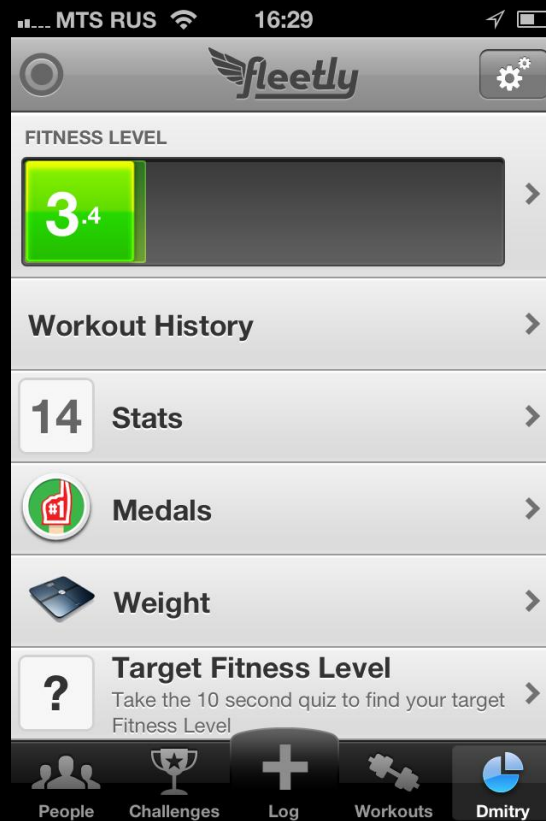 MTS RUS 16:29
fleetly
FITNESS LEVEL
3.4
Workout History
14 Stats
#1 Medals
Weight
? Target Fitness Level
Take the 10 second quiz to find your target
Fitness Level
People Challenges Log Workouts Dmitry